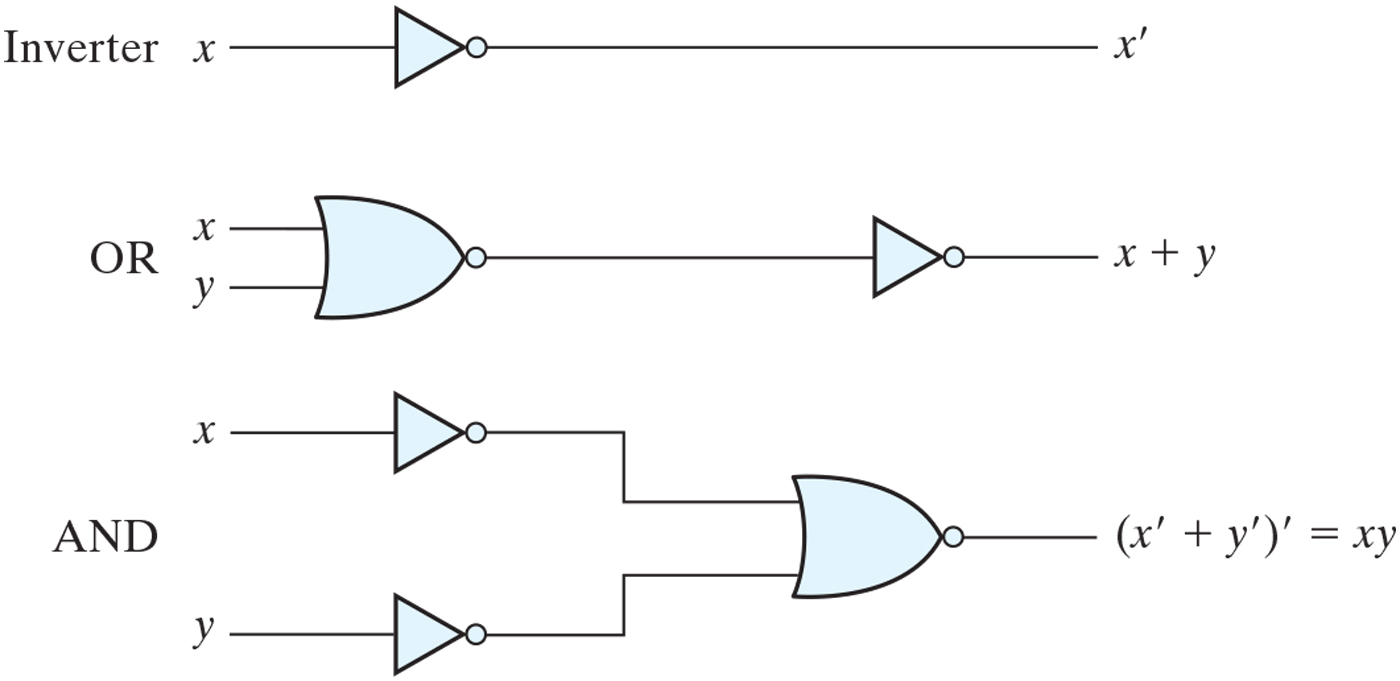 Inverter x x′
x
OR y x + y
x
AND (x′ + y′)′ = xy
y